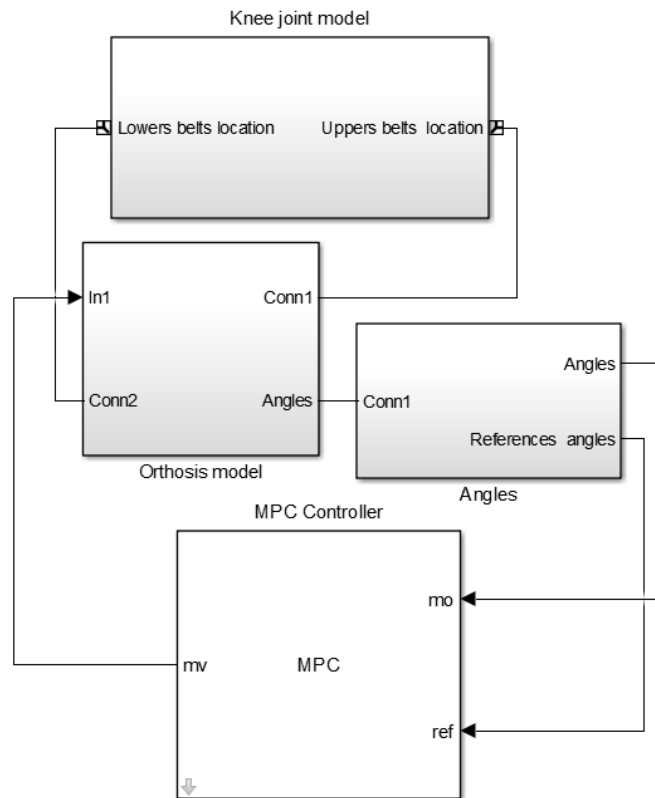 Knee joint model
Lowers belts location
Uppers belts location
In1
Conn1
Conn2
Angles
Orthosis model
Angles
Conn1
References angles
Angles
MPC Controller
mo
mv
MPC
ref